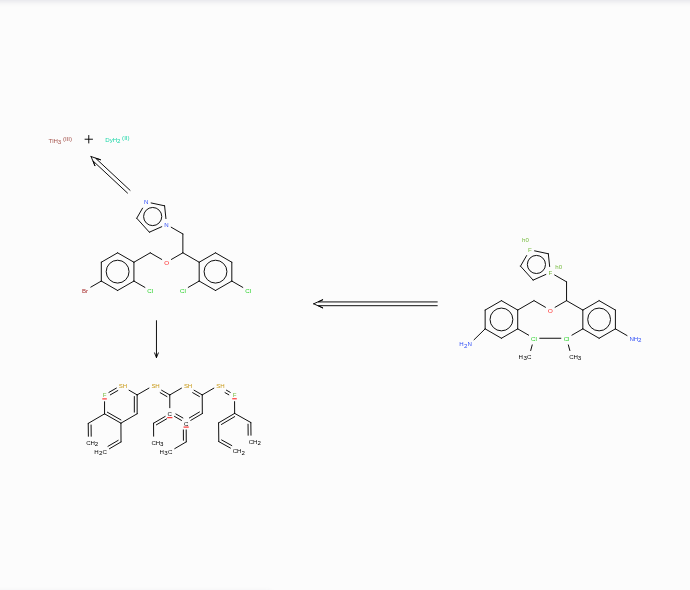 TlH3 (III) + DyH2 (II)
N
N
O
Br Cl Cl Cl
hO
F
F hO
O
H2N Cl Cl NH2
H3C CH3
SH SH SH SH
F F
C
C
CH2 CH3 CH2
H2C H3C CH2